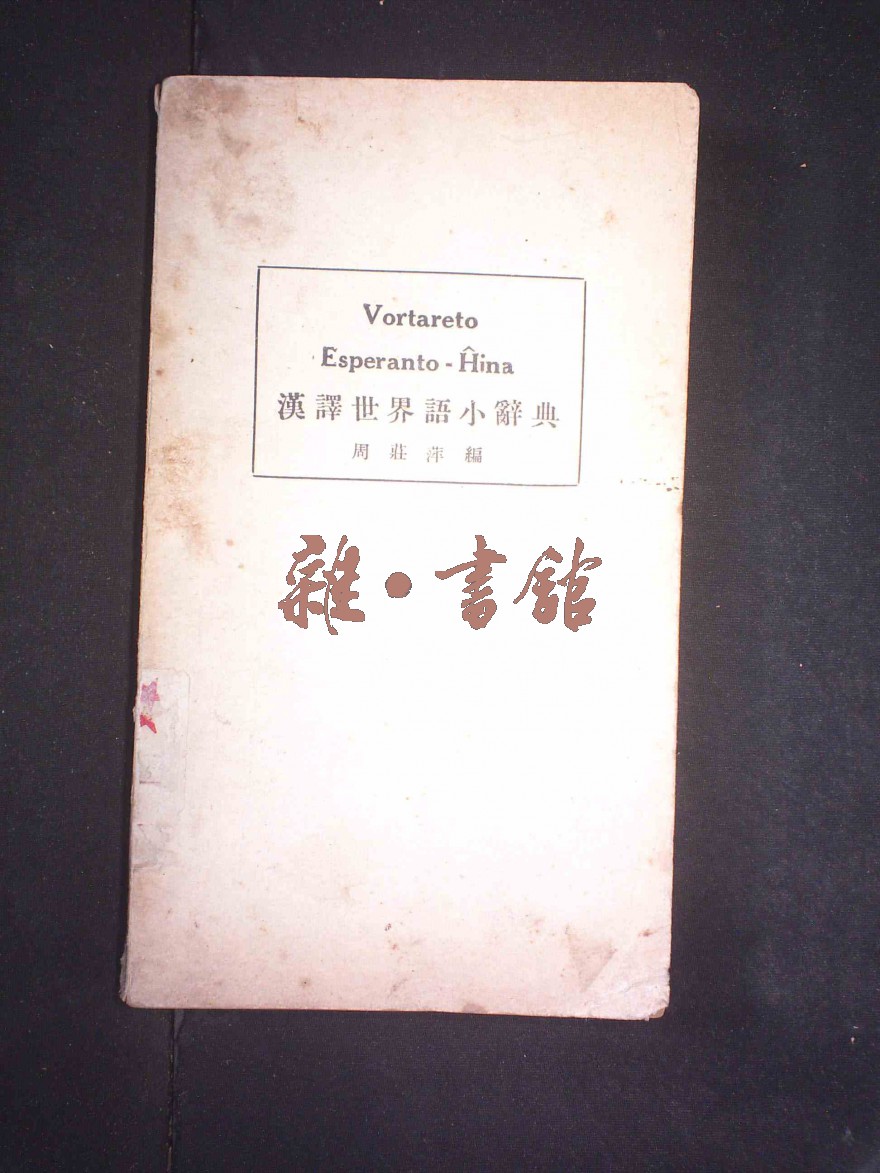 Vortareto
Esperanto - Ĥina
漢譯世界語小辭典
周莊萍編
雜•書館